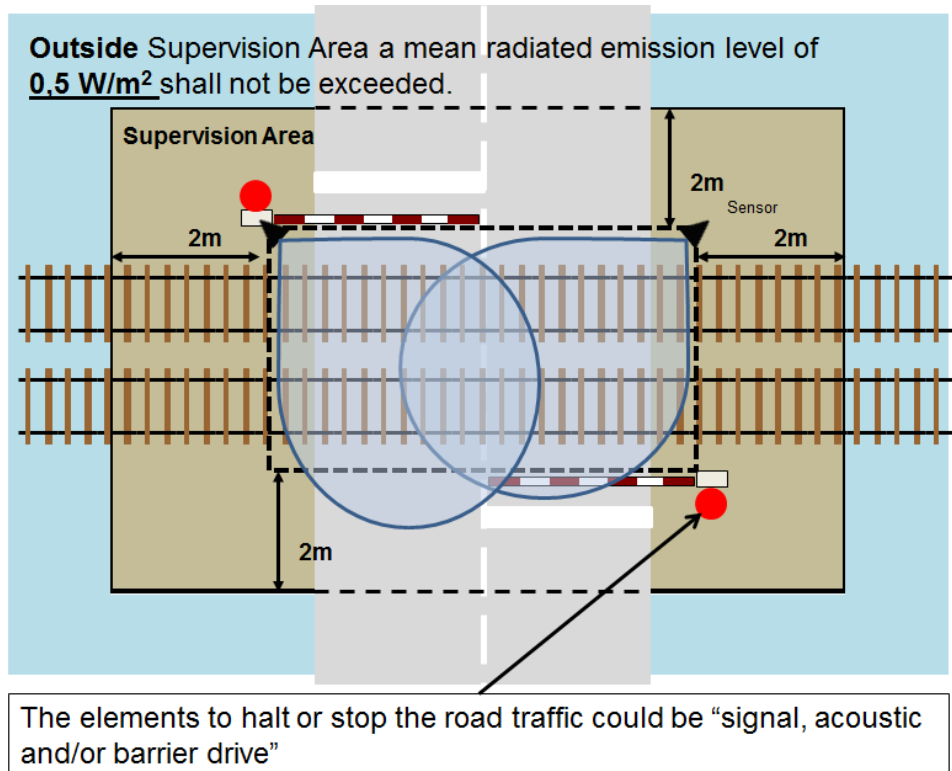 Outside Supervision Area a mean radiated emission level of
0,5 W/m² shall not be exceeded.
Supervision Area
2m
Sensor
2m
2m
2m
The elements to halt or stop the road traffic could be “signal, acoustic
and/or barrier drive”